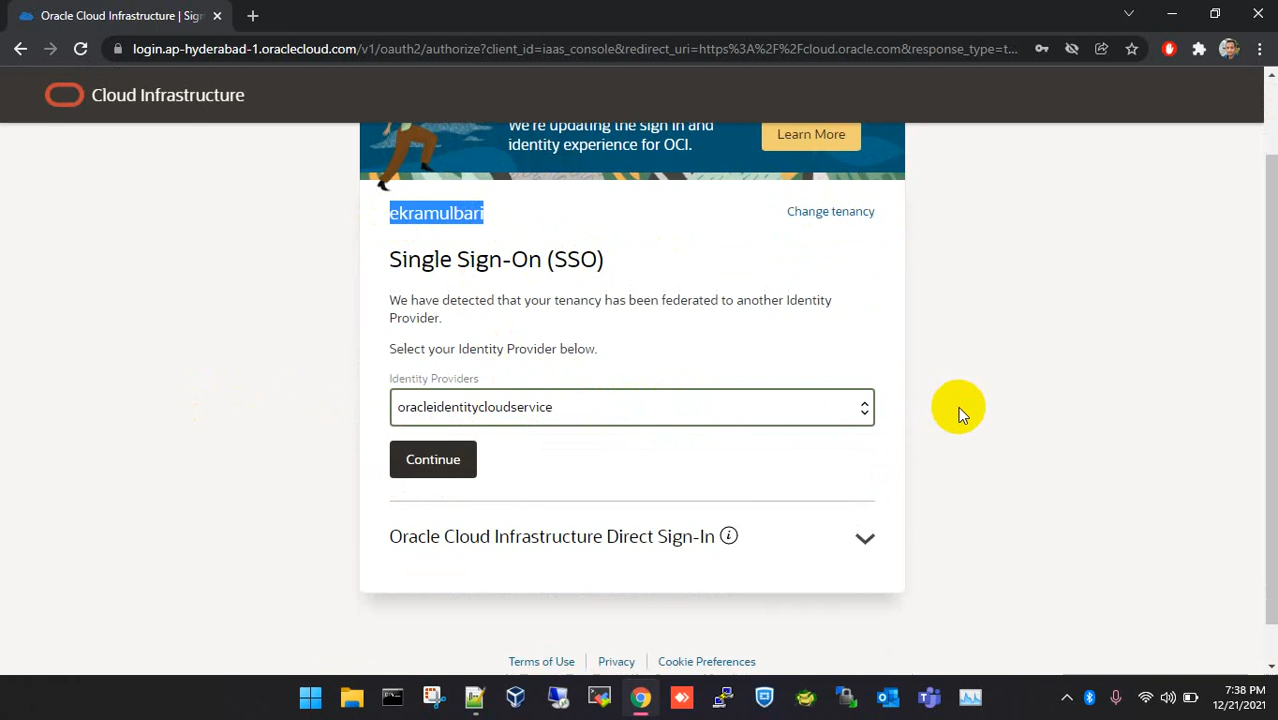 Oracle Cloud Infrastructure | Sig
login.ap-hyderabad-1.oraclecloud.com/v1/oauth2/authorize?client_id=iaas_console&redirect_uri=https%3A%2F%2Fcloud.oracle.com&response_type=t...
Cloud Infrastructure
We're updating the sign in and
identity experience for OCI.
Learn More
ekramulbari
Change tenancy
Single Sign-On (SSO)
We have detected that your tenancy has been federated to another Identity
Provider.
Select your Identity Provider below.
Identity Providers
oracleidentitycloudservice
Continue
Oracle Cloud Infrastructure Direct Sign-In
Terms of Use
Privacy
Cookie Preferences
7:38 PM
12/21/2021